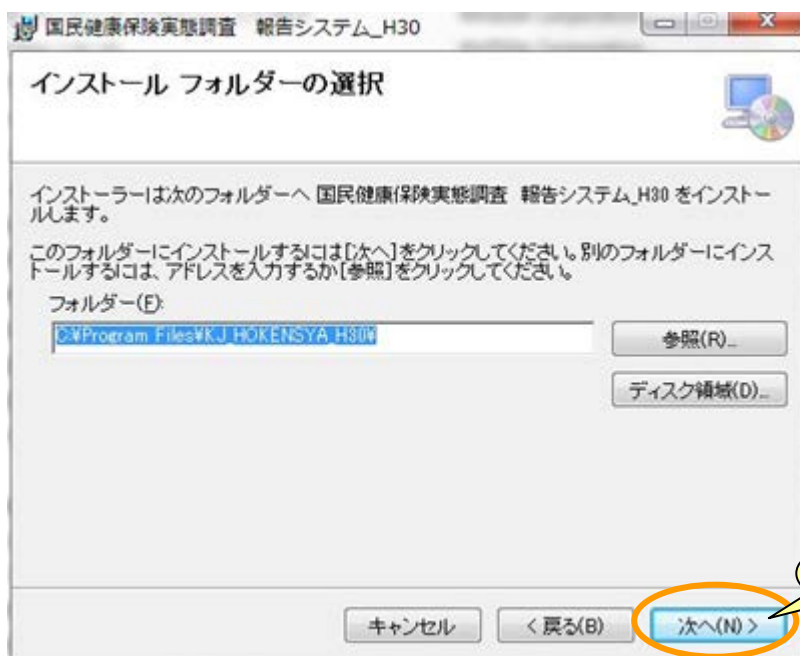 国民健康保険実態調査 報告システム_H30
インストール フォルダーの選択
インストーラーは次のフォルダーへ 国民健康保険実態調査 報告システム_H30 をインストー
ルします。
このフォルダーにインストールするには[次へ]をクリックしてください。別のフォルダーにインス
トールするには、アドレスを入力するか[参照]をクリックしてください。
フォルダー(F):
C:¥Program Files¥KJ_HOKENSYA_H30¥
参照(R)...
ディスク領域(D)...
キャンセル
< 戻る(B)
次へ(N) >